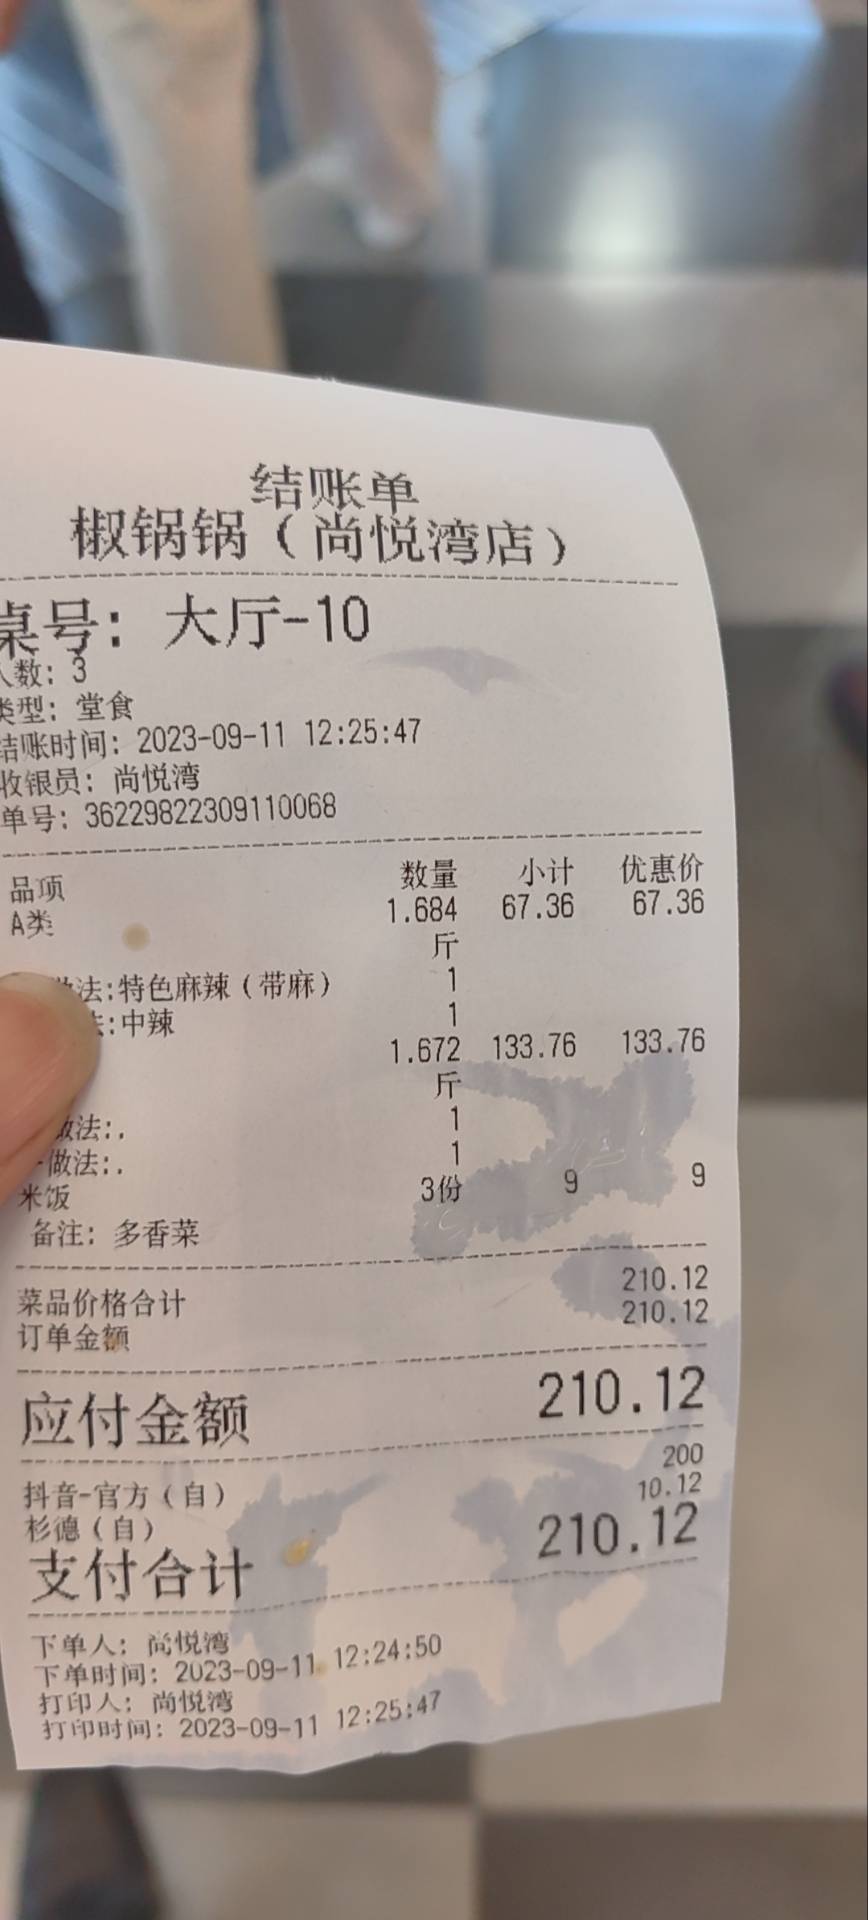 结账单
椒锅锅（尚悦湾店）
桌号：大厅-10
人数：3
类型：堂食
结账时间：2023-09-11 12:25:47
收银员：尚悦湾
单号：36229822309110068
品项 数量 小计 优惠价
A类 1.684 67.36 67.36
斤
法:特色麻辣（带麻） 1
:中辣 1
1.672 133.76 133.76
斤
做法:, 1
-做法:, 1
米饭 3份 9 9
备注：多香菜
菜品价格合计 210.12
订单金额 210.12
应付金额 210.12
抖音-官方（自） 200
杉德（自） 10.12
支付合计 210.12
下单人：尚悦湾
下单时间：2023-09-11 12:24:50
打印人：尚悦湾
打印时间：2023-09-11 12:25:47